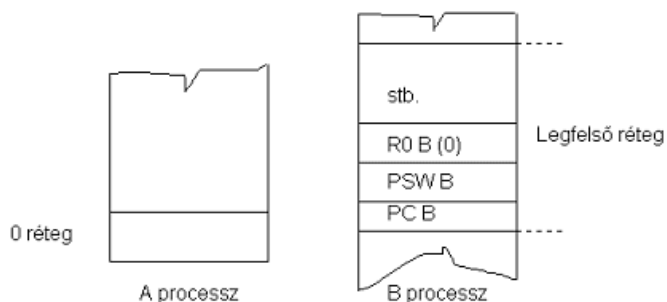 stb.
R0 B (0)
Legfelső réteg
PSW B
PC B
0 réteg
A processz
B processz